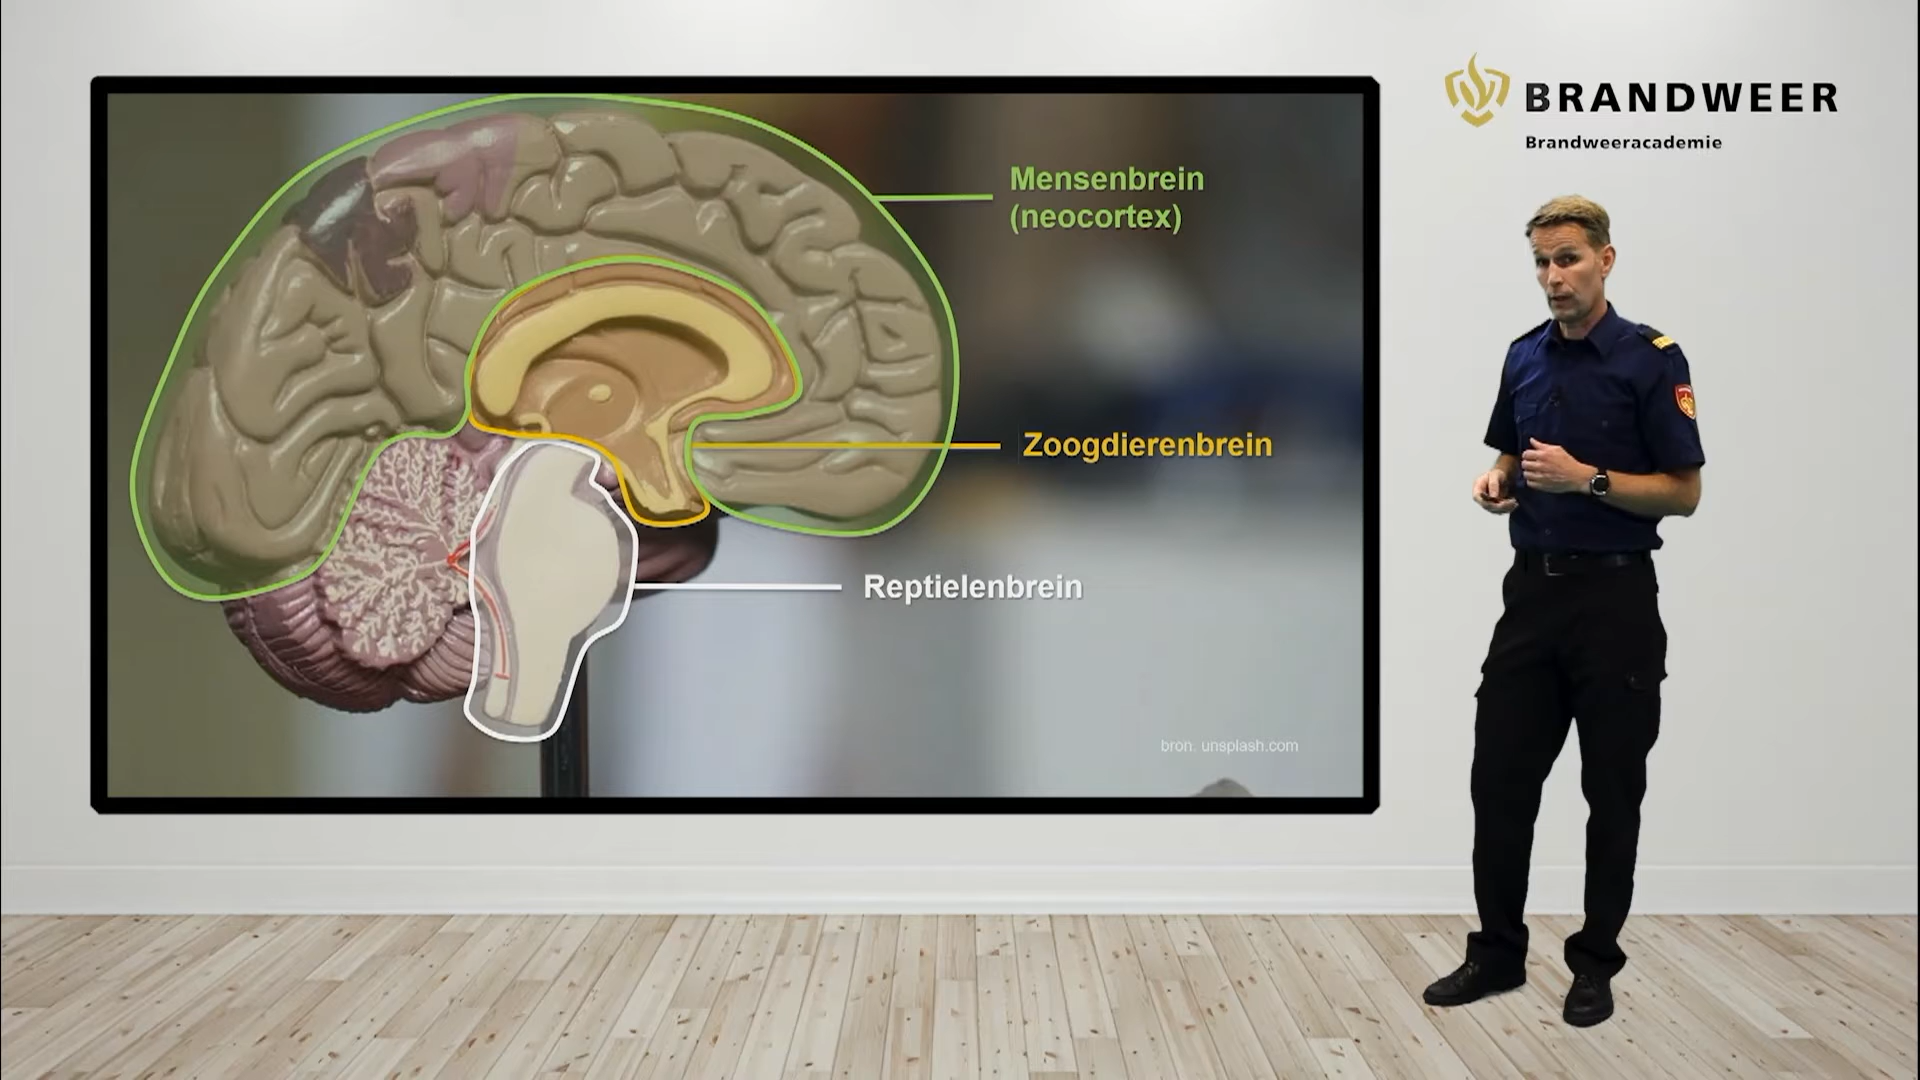 BRANDWEER
Brandweeracademie
Mensenbrein
(neocortex)
Zoogdierenbrein
Reptielenbrein
bron. unsplash.com